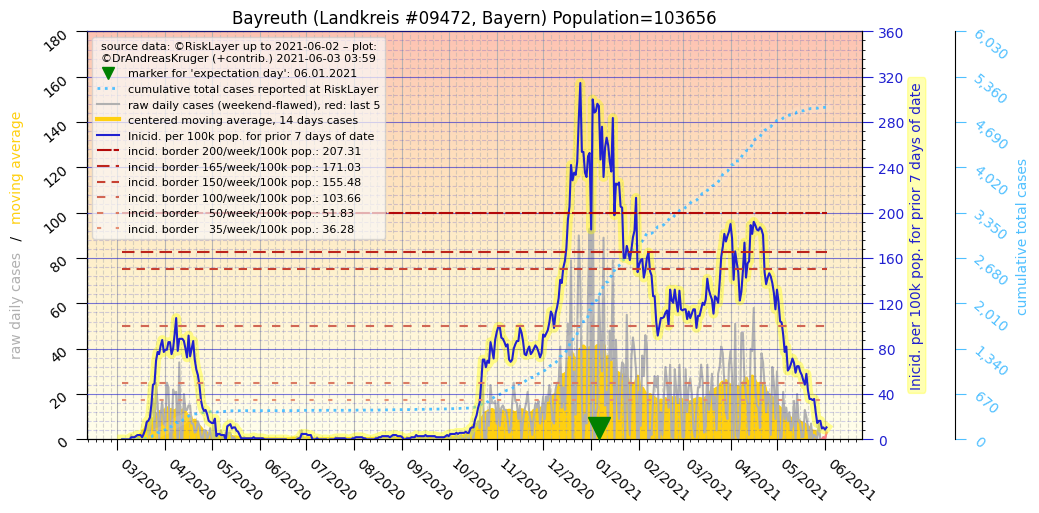 Bayreuth (Landkreis #09472, Bayern) Population=103656
source data: ©RiskLayer up to 2021-06-02 – plot:
©DrAndreasKruger (+contrib.) 2021-06-03 03:59
marker for 'expectation day': 06.01.2021
cumulative total cases reported at RiskLayer
raw daily cases (weekend-flawed), red: last 5
centered moving average, 14 days cases
Inicid. per 100k pop. for prior 7 days of date
incid. border 200/week/100k pop.: 207.31
incid. border 165/week/100k pop.: 171.03
incid. border 150/week/100k pop.: 155.48
incid. border 100/week/100k pop.: 103.66
incid. border   50/week/100k pop.: 51.83
incid. border   35/week/100k pop.: 36.28
raw daily cases / moving average
180
160
140
120
100
80
60
40
20
0
03/2020
04/2020
05/2020
06/2020
07/2020
08/2020
09/2020
10/2020
11/2020
12/2020
01/2021
02/2021
03/2021
04/2021
05/2021
06/2021
360
320
280
240
200
160
120
80
40
0
Inicid. per 100k pop. for prior 7 days of date
6,030
5,360
4,690
4,020
3,350
2,680
2,010
1,340
670
0
cumulative total cases